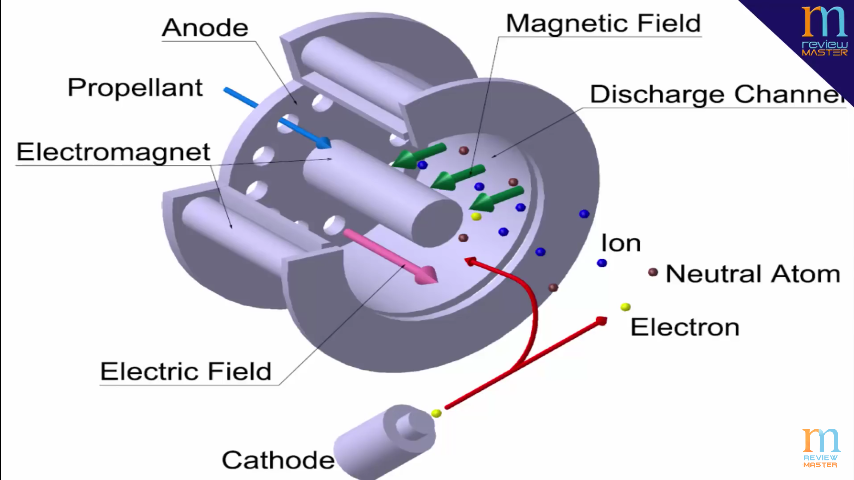 Anode
Magnetic Field
review
MASTER
Propellant
Discharge Channel
Electromagnet
Ion
Neutral Atom
Electron
Electric Field
Cathode
REVIEW
MASTER